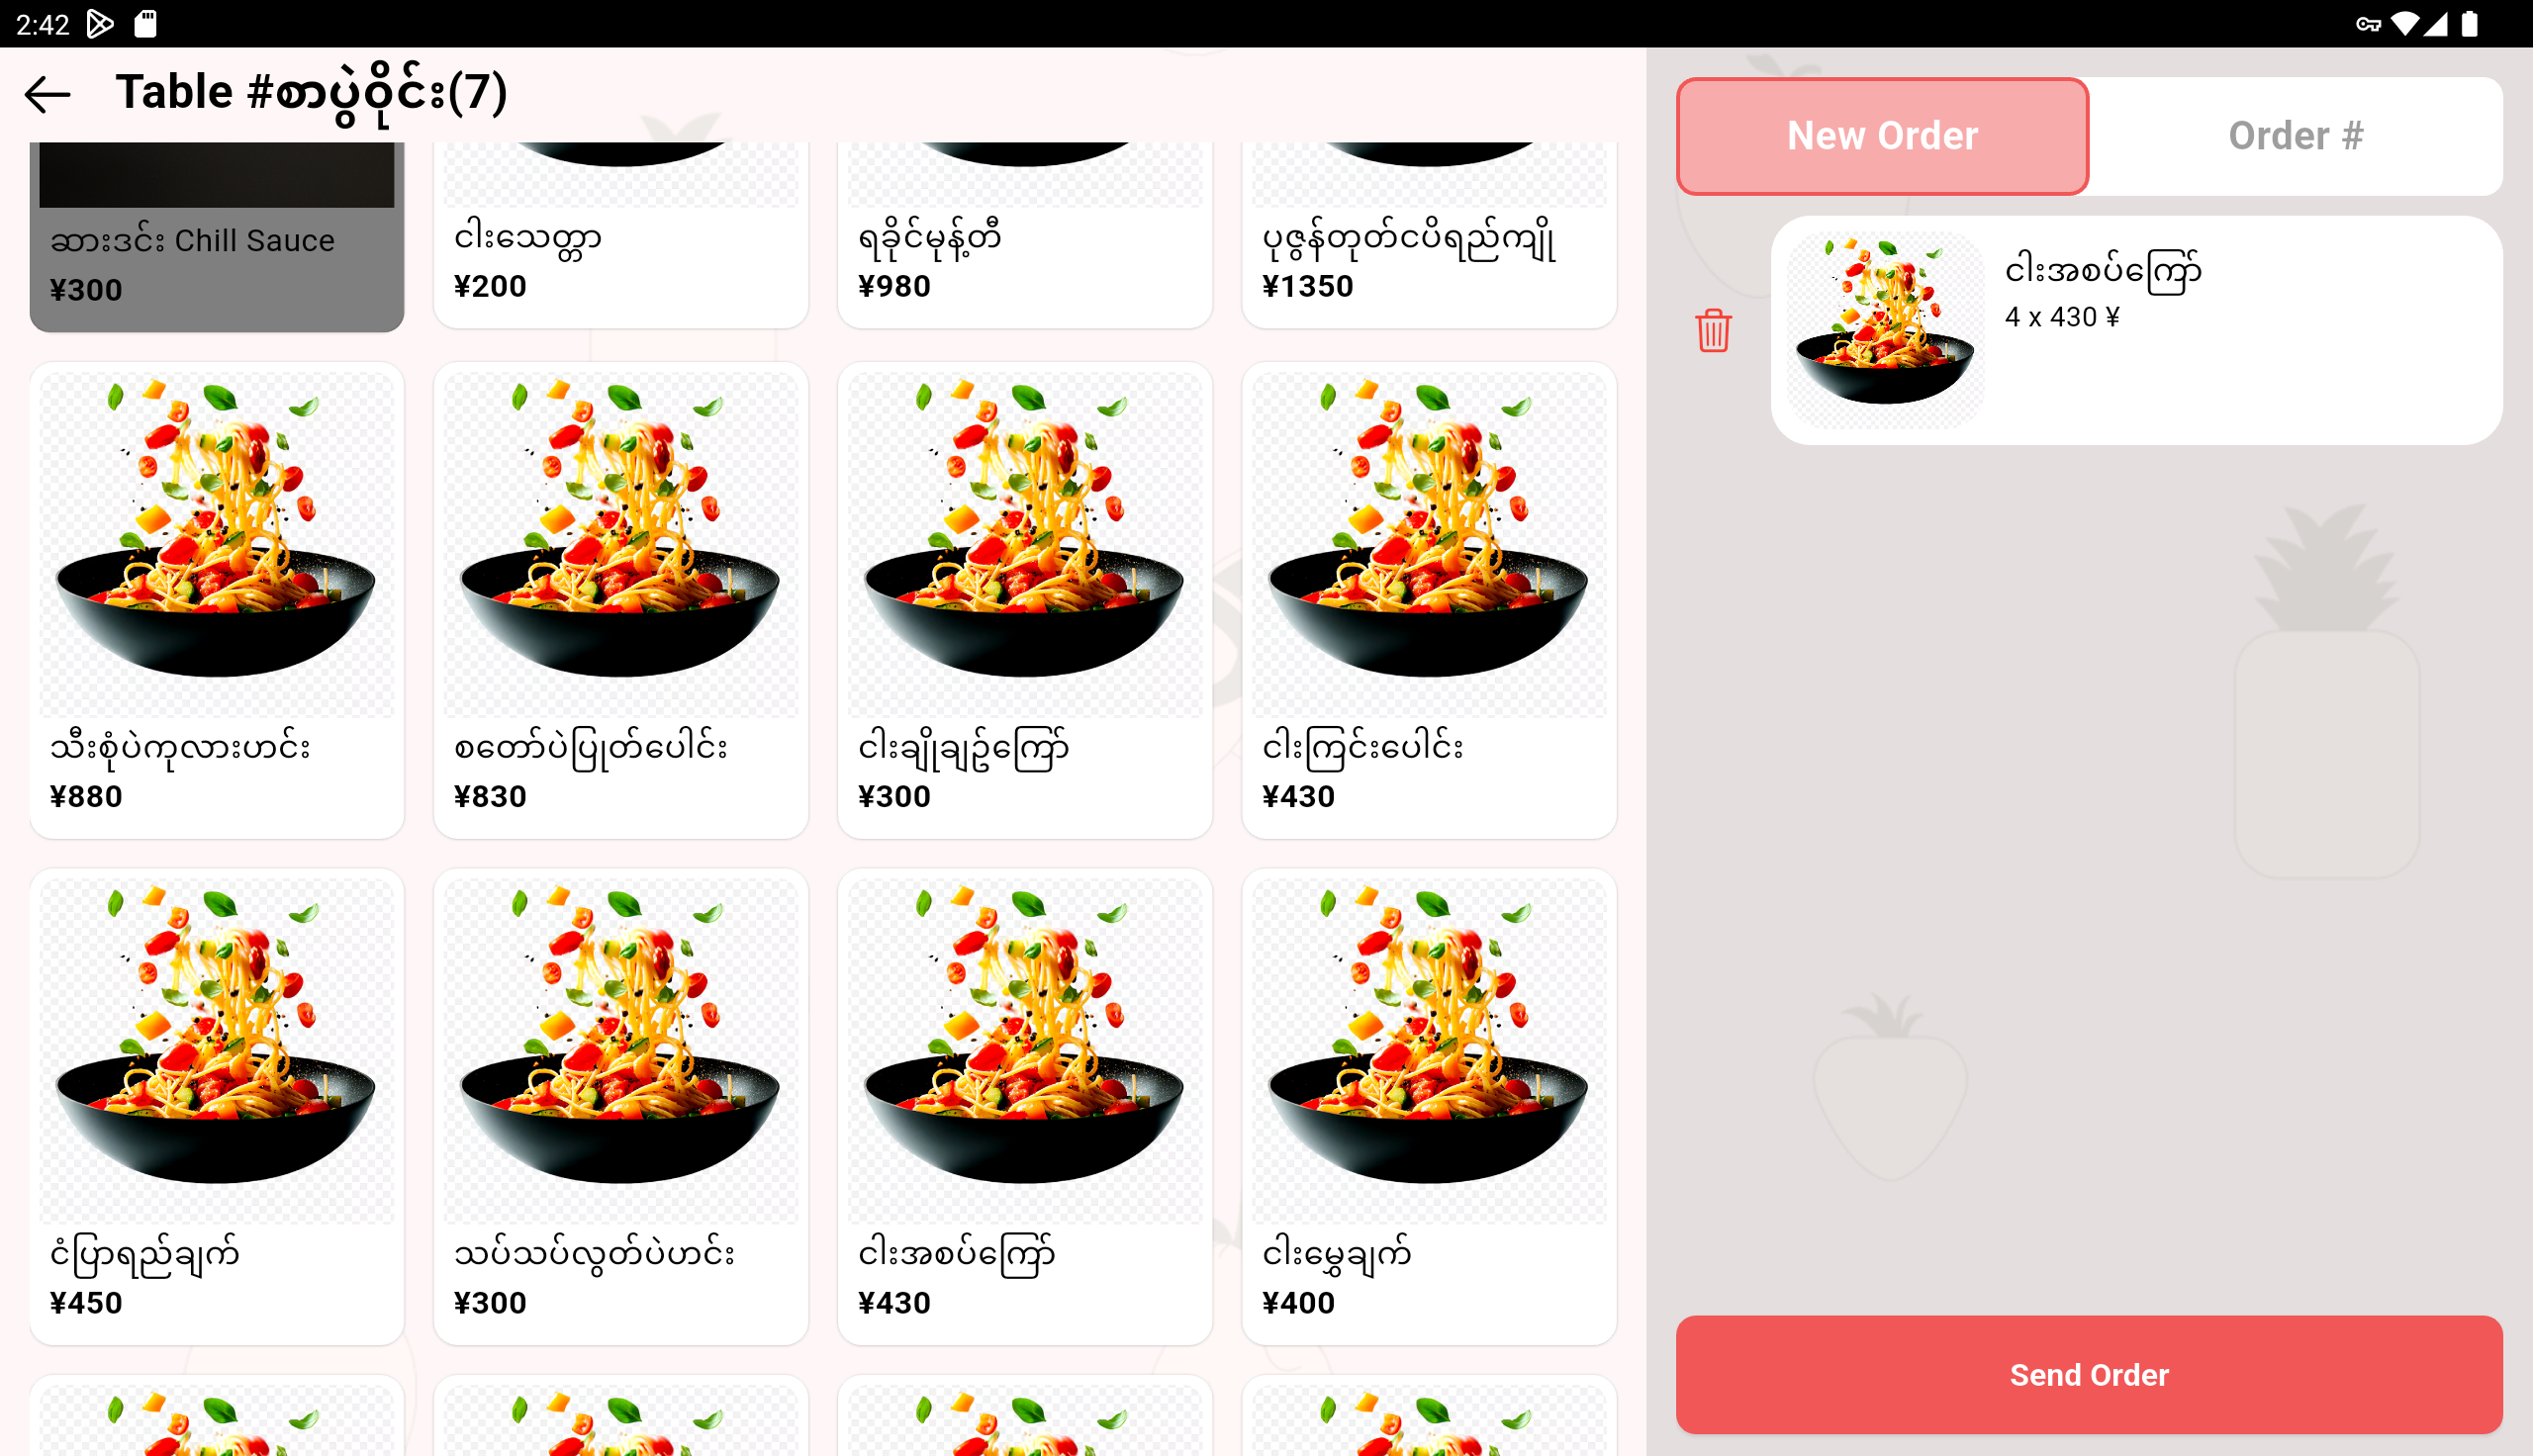 2:42
Table #စာပွဲဝိုင်း(7)
New Order
Order #
ဆားဒင်း Chill Sauce
¥300
ငါးသေတ္တာ
¥200
ရခိုင်မုန့်တီ
¥980
ပုဇွန်တုတ်ငပိရည်ကျို
¥1350
ငါးအစပ်ကြော်
4 x 430 ¥
သီးစုံပဲကုလားဟင်း
¥880
စတော်ပဲပြုတ်ပေါင်း
¥830
ငါးချိုချဉ်ကြော်
¥300
ငါးကြင်းပေါင်း
¥430
ငံပြာရည်ချက်
¥450
သပ်သပ်လွတ်ပဲဟင်း
¥300
ငါးအစပ်ကြော်
¥430
ငါးမွှေချက်
¥400
Send Order